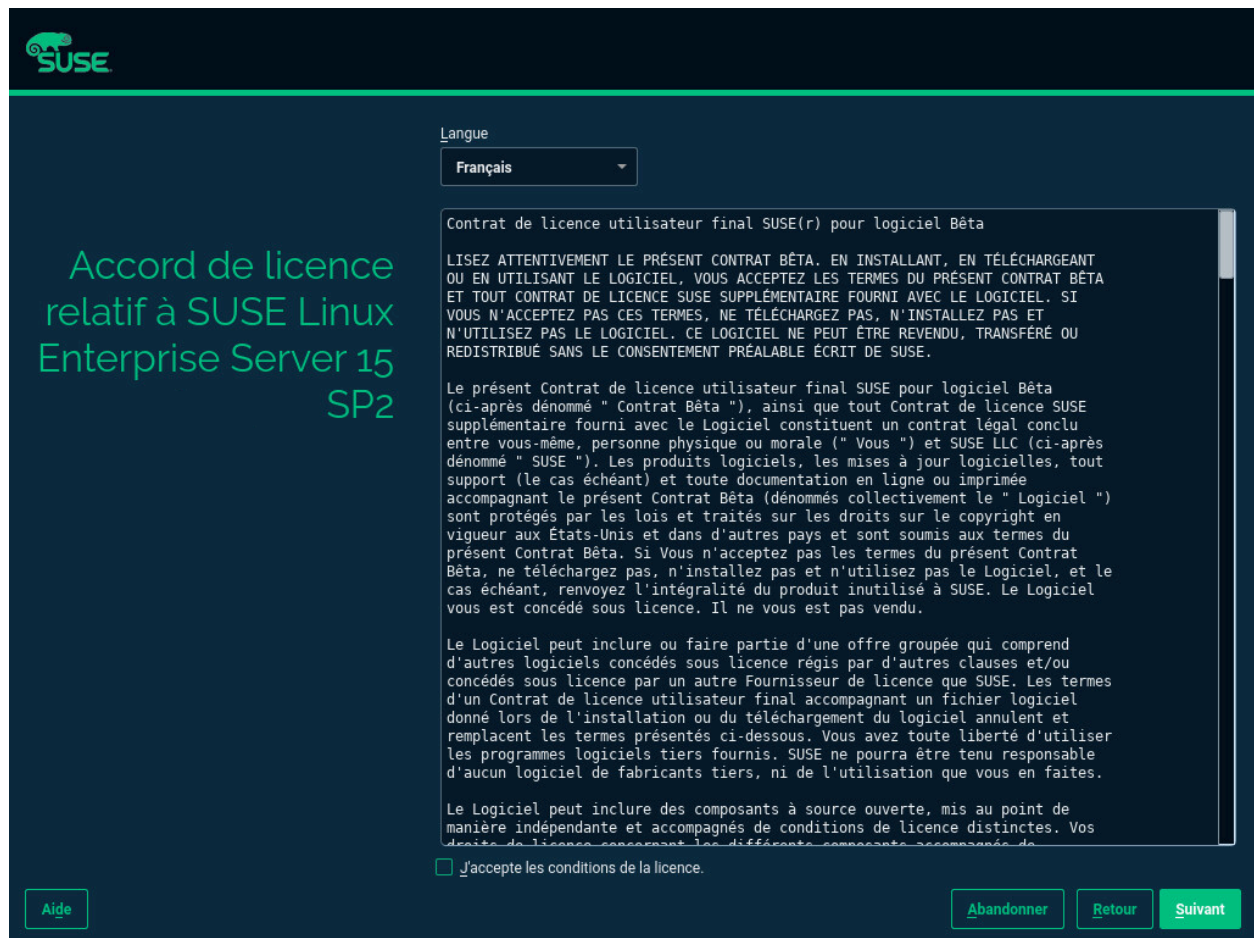 SUSE
Langue
Français
Accord de licence
relatif à SUSE Linux
Enterprise Server 15
SP2
Contrat de licence utilisateur final SUSE(r) pour logiciel Bêta
LISEZ ATTENTIVEMENT LE PRÉSENT CONTRAT BÊTA. EN INSTALLANT, EN TÉLÉCHARGEANT
OU EN UTILISANT LE LOGICIEL, VOUS ACCEPTEZ LES TERMES DU PRÉSENT CONTRAT BÊTA
ET TOUT CONTRAT DE LICENCE SUSE SUPPLÉMENTAIRE FOURNI AVEC LE LOGICIEL. SI
VOUS N'ACCEPTEZ PAS CES TERMES, NE TÉLÉCHARGEZ PAS, N'INSTALLEZ PAS ET
N'UTILISEZ PAS LE LOGICIEL. CE LOGICIEL NE PEUT ÊTRE REVENDU, TRANSFÉRÉ OU
REDISTRIBUÉ SANS LE CONSENTEMENT PRÉALABLE ÉCRIT DE SUSE.
Le présent Contrat de licence utilisateur final SUSE pour logiciel Bêta
(ci-après dénommé " Contrat Bêta "), ainsi que tout Contrat de licence SUSE
supplémentaire fourni avec le Logiciel constituent un contrat légal conclu
entre vous-même, personne physique ou morale (" Vous ") et SUSE LLC (ci-après
dénommé " SUSE "). Les produits logiciels, les mises à jour logicielles, tout
support (le cas échéant) et toute documentation en ligne ou imprimée
accompagnant le présent Contrat Bêta (dénommés collectivement le " Logiciel ")
sont protégés par les lois et traités sur les droits sur le copyright en
vigueur aux États-Unis et dans d'autres pays et sont soumis aux termes du
présent Contrat Bêta. Si Vous n'acceptez pas les termes du présent Contrat
Bêta, ne téléchargez pas, n'installez pas et n'utilisez pas le Logiciel, et le
cas échéant, renvoyez l'intégralité du produit inutilisé à SUSE. Le Logiciel
vous est concédé sous licence. Il ne vous est pas vendu.
Le Logiciel peut inclure ou faire partie d'une offre groupée qui comprend
d'autres logiciels concédés sous licence régis par d'autres clauses et/ou
concédés sous licence par un autre Fournisseur de licence que SUSE. Les termes
d'un Contrat de licence utilisateur final accompagnant un fichier logiciel
donné lors de l'installation ou du téléchargement du logiciel annulent et
remplacent les termes présentés ci-dessous. Vous avez toute liberté d'utiliser
les programmes logiciels tiers fournis. SUSE ne pourra être tenu responsable
d'aucun logiciel de fabricants tiers, ni de l'utilisation que vous en faites.
Le Logiciel peut inclure des composants à source ouverte, mis au point de
manière indépendante et accompagnés de conditions de licence distinctes. Vos
droits de licence concernant les différents composants accompagnés de
J'accepte les conditions de la licence.
Aide
Abandonner
Retour
Suivant